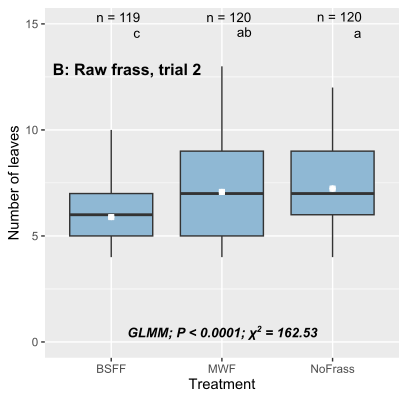 n = 119 n = 120 n = 120
c ab a
B: Raw frass, trial 2
15
10
5
0
Number of leaves
GLMM; P < 0.0001; χ² = 162.53
BSFF MWF NoFrass
Treatment